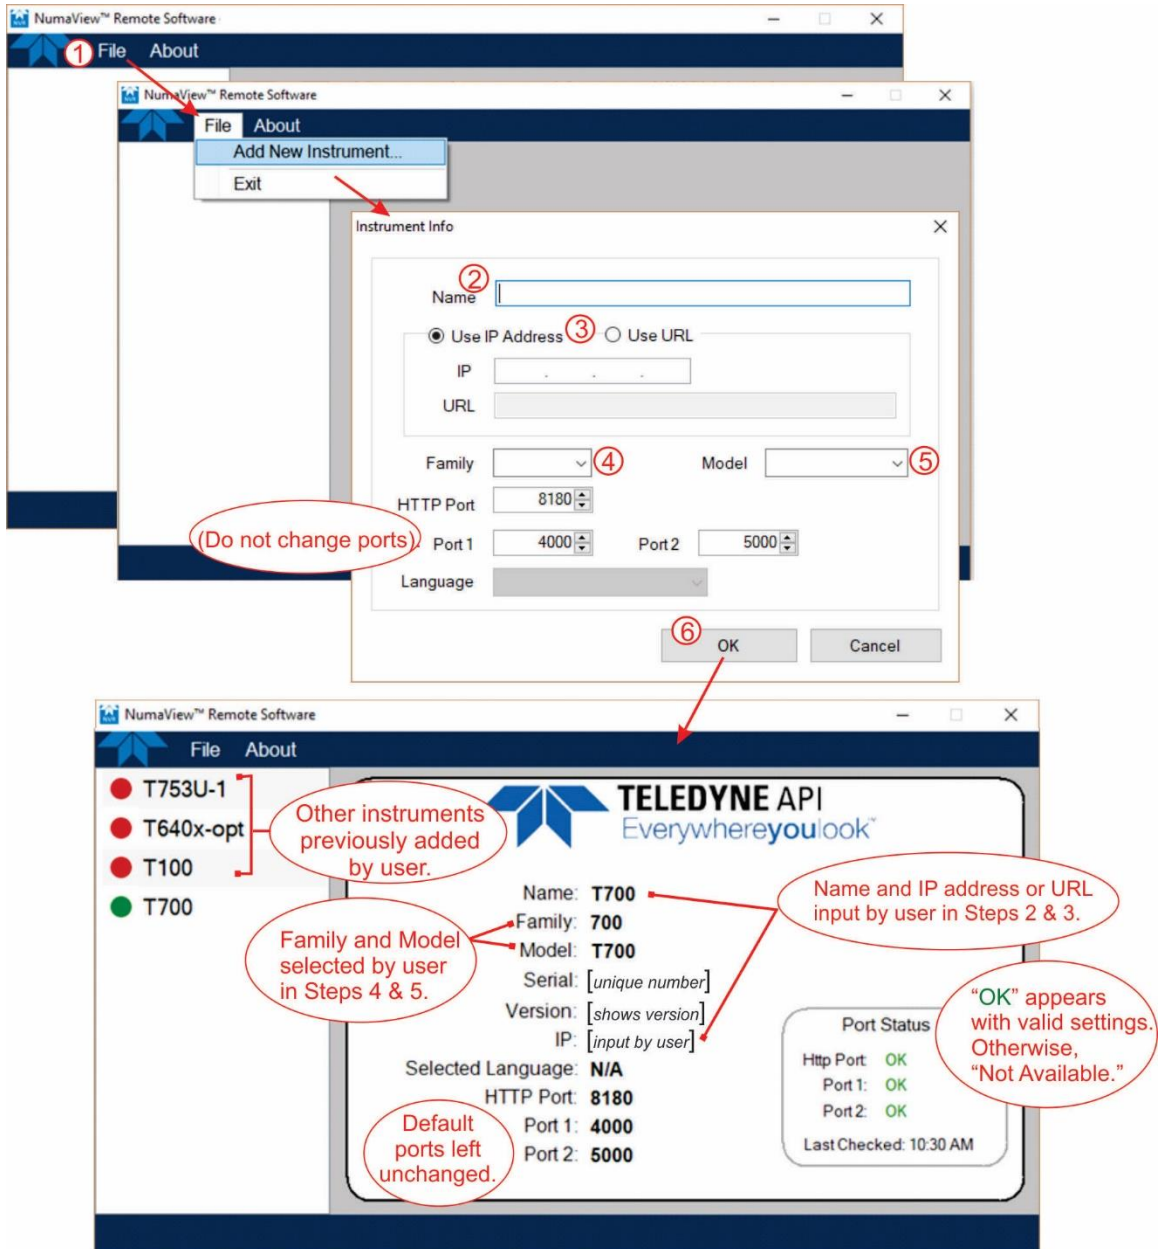 NumaView™ Remote Software
① File About
NumaView™ Remote Software
File About
Add New Instrument...
Exit
Instrument Info
②
Name
Use IP Address ③ Use URL
IP . . .
URL
Family ④ Model ⑤
HTTP Port 8180
(Do not change ports). Port 1 4000 Port 2 5000
Language
⑥ OK Cancel
NumaView™ Remote Software
File About
T753U-1
T640x-opt
T100
T700
Other instruments
previously added
by user.
TELEDYNE API
Everywhereyoulook™
Name: T700
Family: 700
Model: T700
Serial: [unique number]
Version: [shows version]
IP: [input by user]
Selected Language: N/A
HTTP Port: 8180
Port 1: 4000
Port 2: 5000
Name and IP address or URL
input by user in Steps 2 & 3.
Family and Model
selected by user
in Steps 4 & 5.
Default
ports left
unchanged.
"OK" appears
with valid settings.
Otherwise,
"Not Available."
Port Status
Http Port: OK
Port 1: OK
Port 2: OK
Last Checked: 10:30 AM